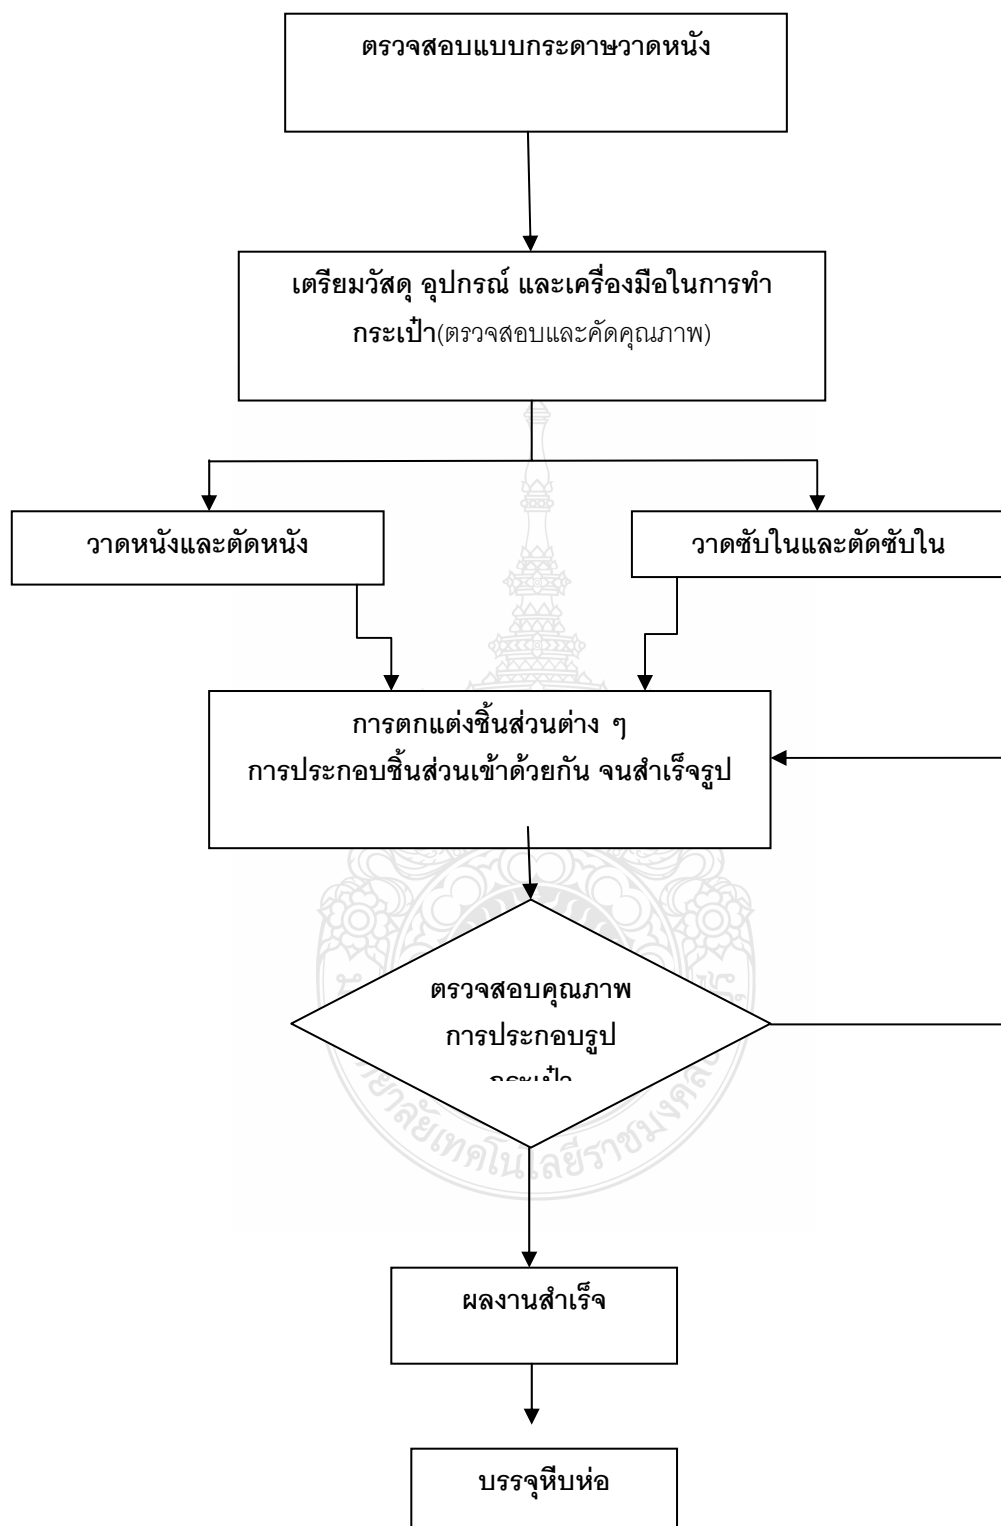 ตรวจสอบแบบกระดาษวาดหนัง
เตรียมวัสดุ อุปกรณ์ และเครื่องมือในการทำ
กระเป๋า(ตรวจสอบและคัดคุณภาพ)
วาดหนังและตัดหนัง
วาดซับในและตัดซับใน
การตกแต่งชิ้นส่วนต่าง ๆ
การประกอบชิ้นส่วนเข้าด้วยกัน จนสำเร็จรูป
ตรวจสอบคุณภาพ
การประกอบรูป
กระเป๋า
ผลงานสำเร็จ
บรรจุหีบห่อ